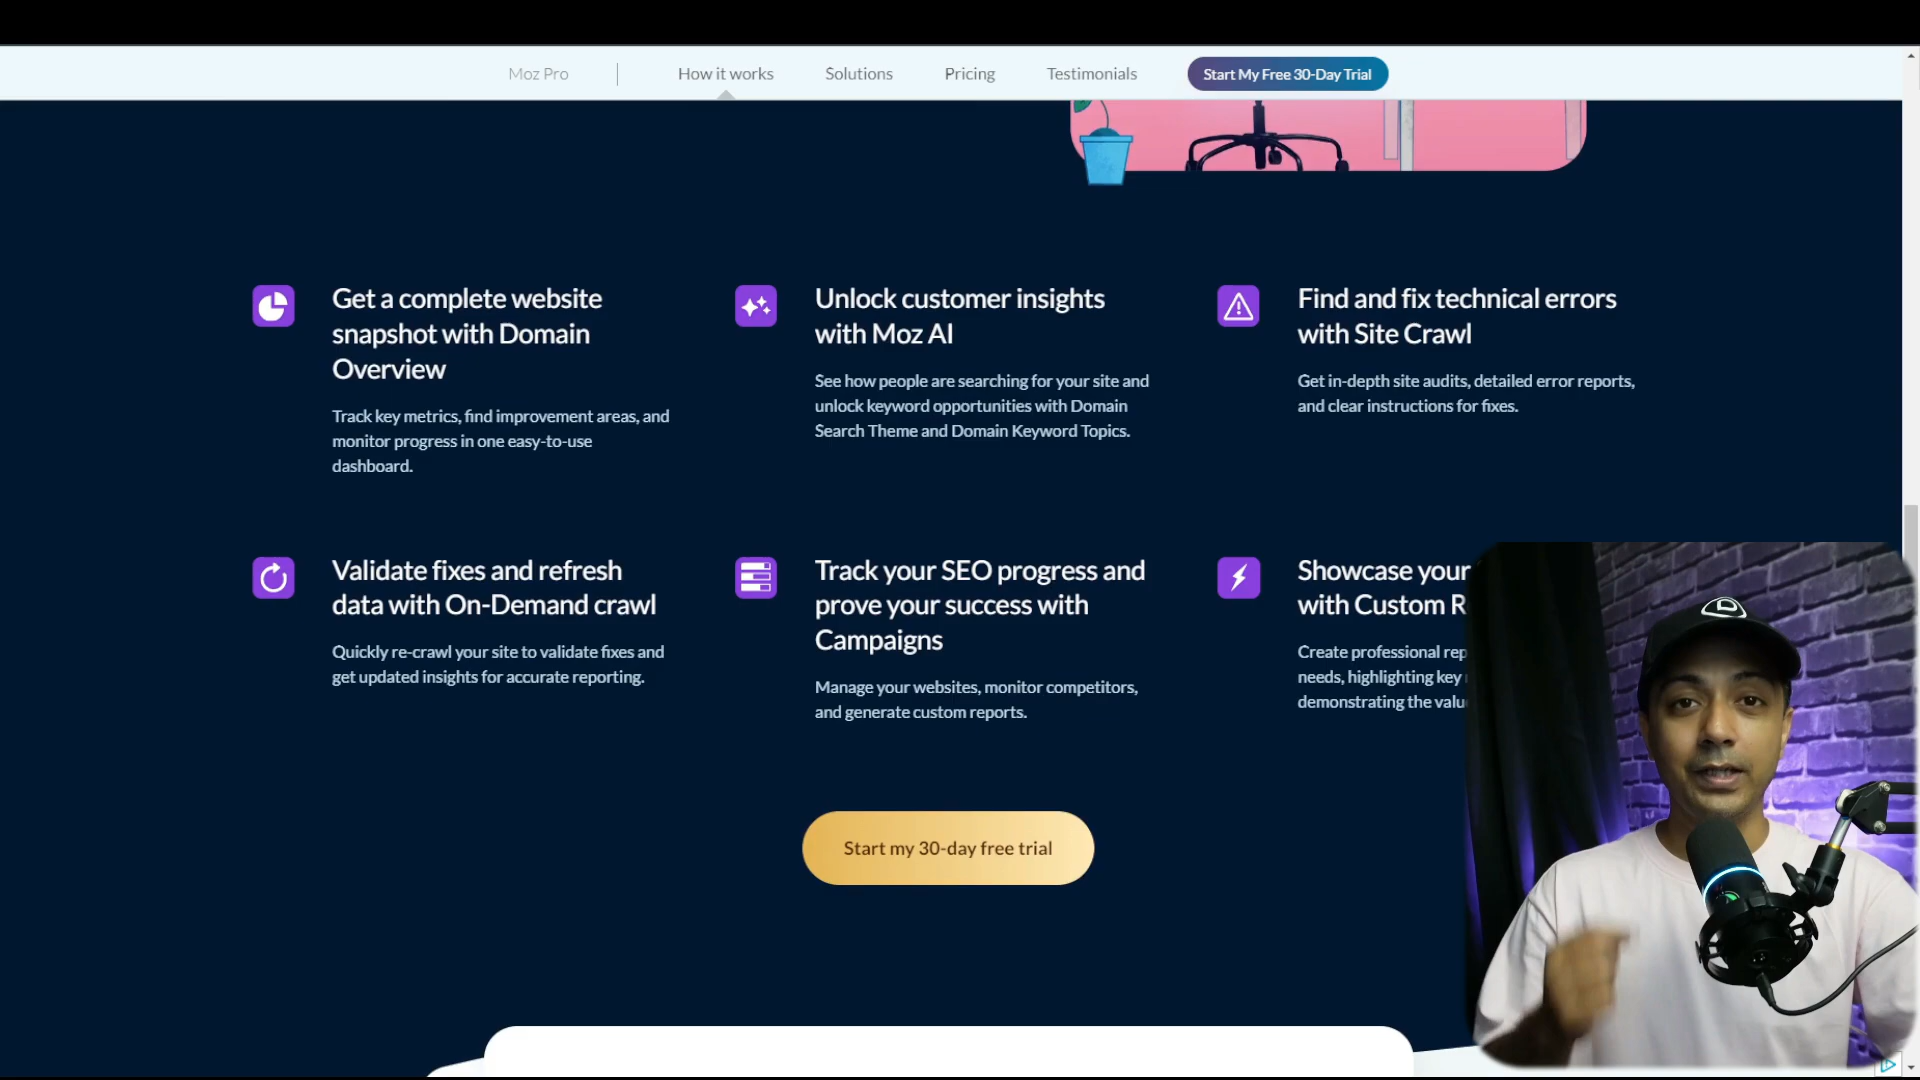 Moz Pro
How it works
Solutions
Pricing
Testimonials
Start My Free 30-Day Trial
Get a complete website
snapshot with Domain
Overview
Track key metrics, find improvement areas, and
monitor progress in one easy-to-use
dashboard.
Unlock customer insights
with Moz AI
See how people are searching for your site and
unlock keyword opportunities with Domain
Search Theme and Domain Keyword Topics.
Find and fix technical errors
with Site Crawl
Get in-depth site audits, detailed error reports,
and clear instructions for fixes.
Validate fixes and refresh
data with On-Demand crawl
Quickly re-crawl your site to validate fixes and
get updated insights for accurate reporting.
Track your SEO progress and
prove your success with
Campaigns
Manage your websites, monitor competitors,
and generate custom reports.
Showcase your
with Custom
Create professional
needs, highlighting key
demonstrating the
Start my 30-day free trial